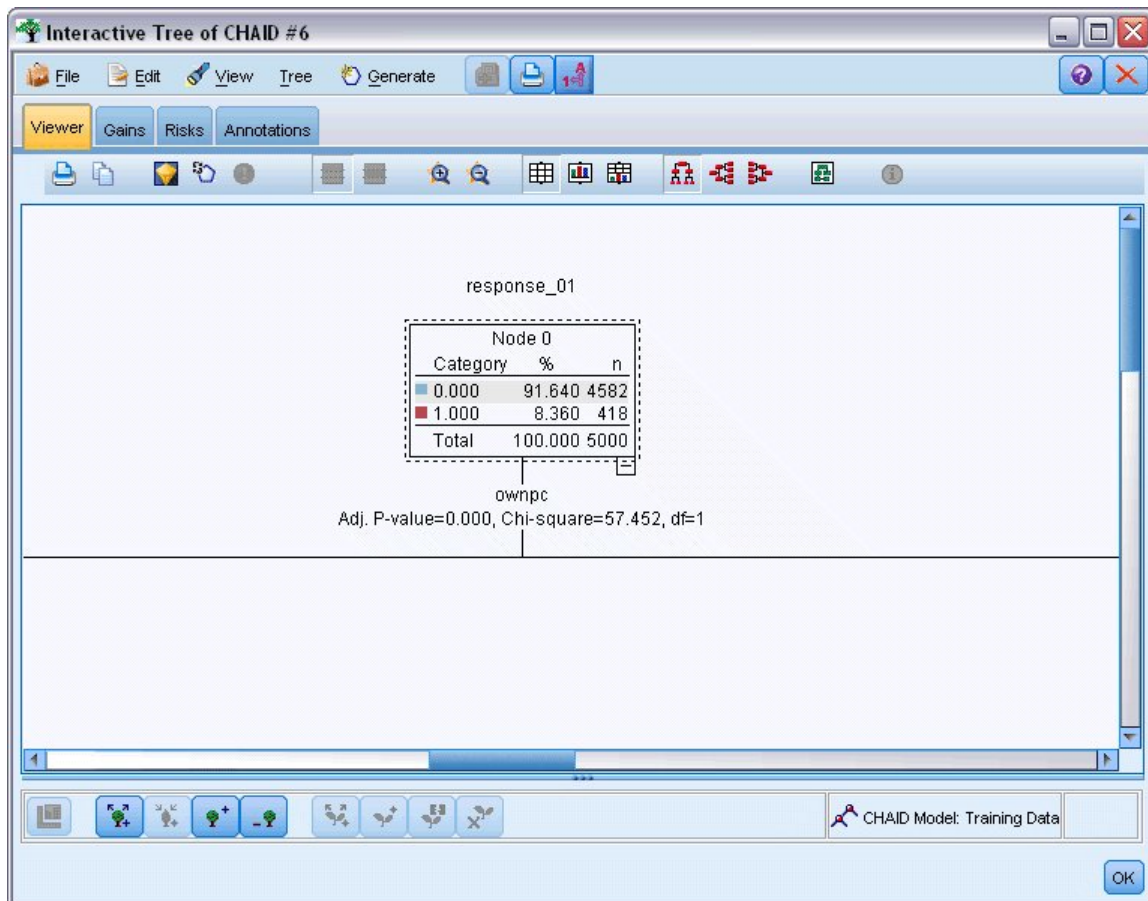 Interactive Tree of CHAID #6
File Edit View Tree Generate
Viewer Gains Risks Annotations
response_01
Node 0
Category % n
0.000 91.640 4582
1.000 8.360 418
Total 100.000 5000
ownpc
Adj. P-value=0.000, Chi-square=57.452, df=1
CHAID Model: Training Data
OK